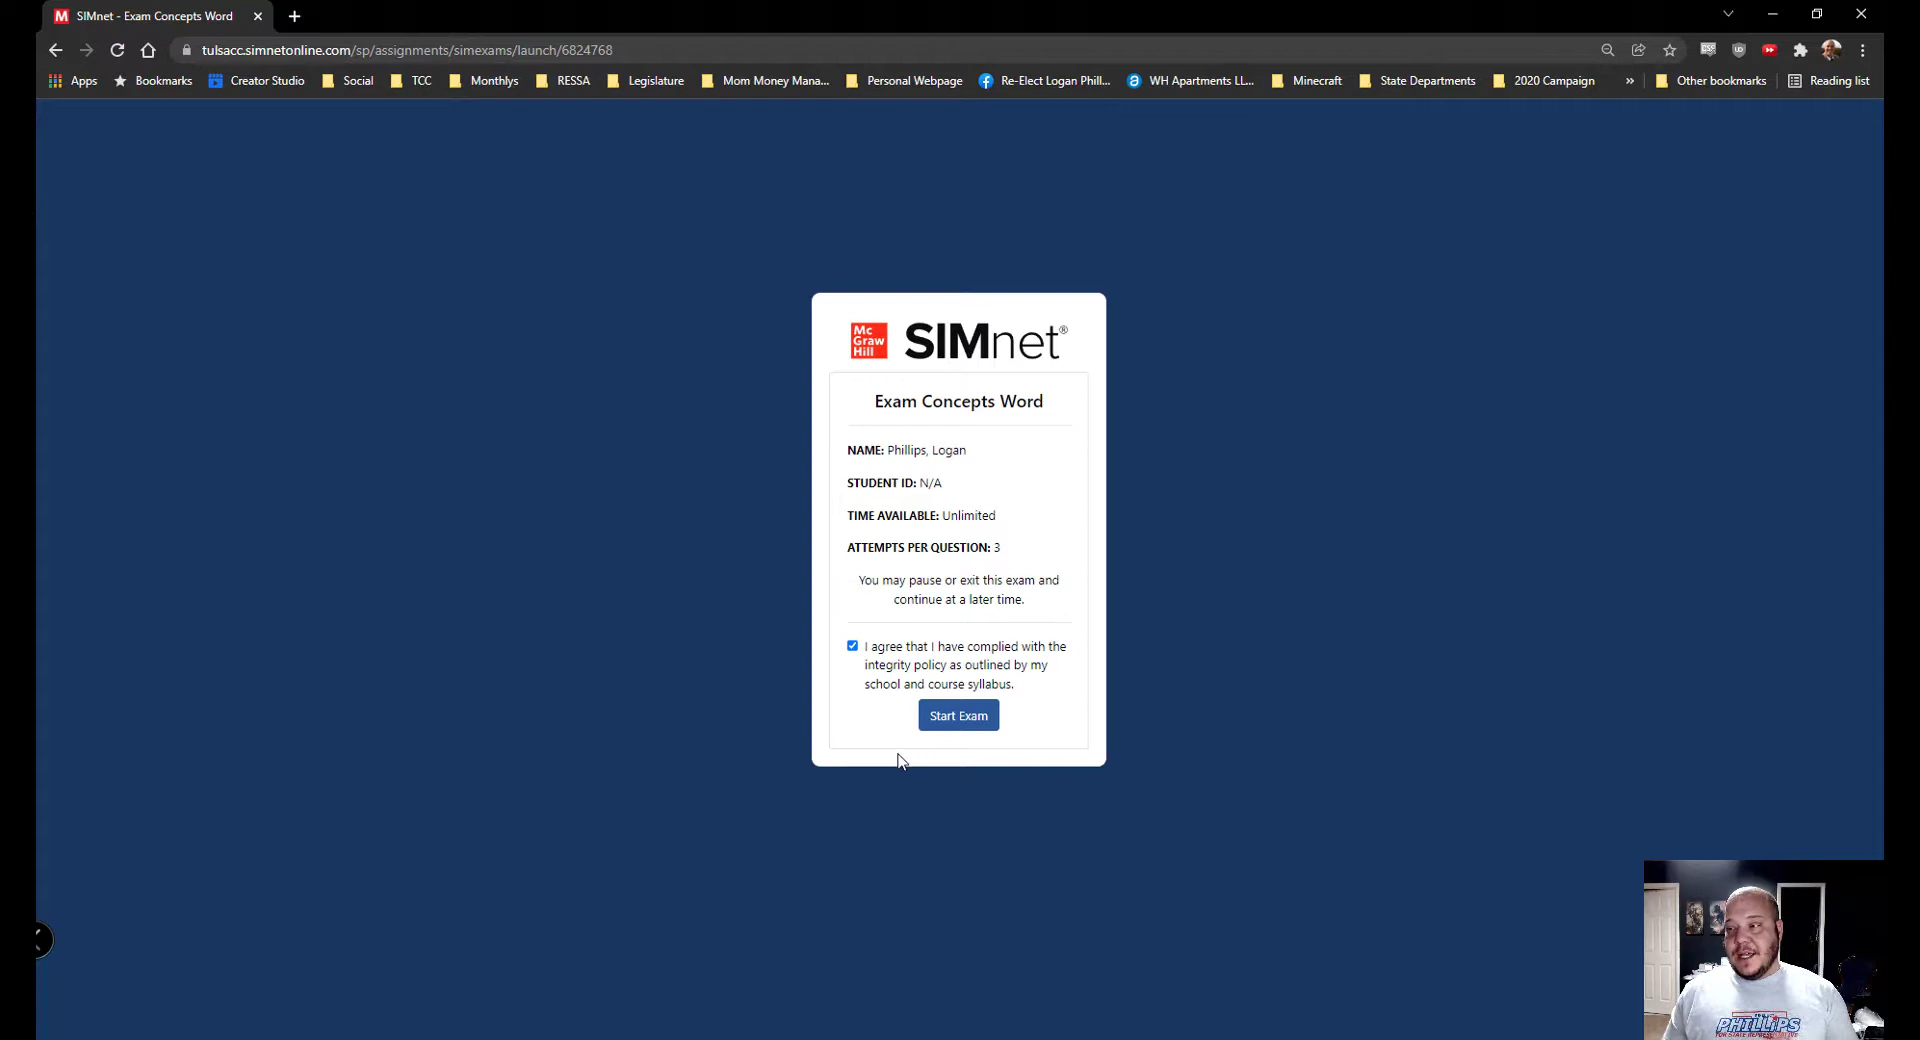 SIMnet - Exam Concepts Word
tulsacc.simnetonline.com/sp/assignments/simexams/launch/6824768
Apps Bookmarks Creator Studio Social TCC Monthlys RESSA Legislature Mom Money Mana... Personal Webpage Re-Elect Logan Phill... WH Apartments LL... Minecraft State Departments 2020 Campaign » Other bookmarks Reading list
Mc
Graw
Hill
SIMnet®
Exam Concepts Word
NAME: Phillips, Logan
STUDENT ID: N/A
TIME AVAILABLE: Unlimited
ATTEMPTS PER QUESTION: 3
You may pause or exit this exam and
continue at a later time.
I agree that I have complied with the
integrity policy as outlined by my
school and course syllabus.
Start Exam
PHILLIPS